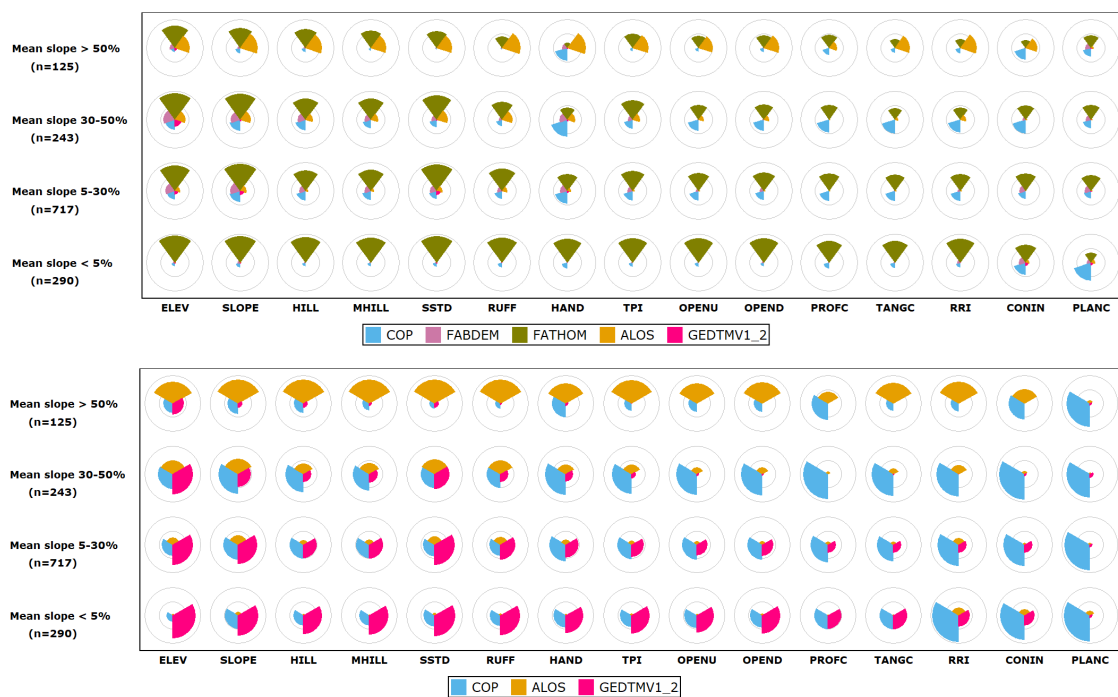 Mean slope > 50%
(n=125)
Mean slope 30-50%
(n=243)
Mean slope 5-30%
(n=717)
Mean slope < 5%
(n=290)
ELEV SLOPE HILL MHILL SSTD RUFF HAND TPI OPENU OPEND PROFC TANGC RRI CONIN PLANC
COP FABDEM FATHOM ALOS GEDTMV1_2
Mean slope > 50%
(n=125)
Mean slope 30-50%
(n=243)
Mean slope 5-30%
(n=717)
Mean slope < 5%
(n=290)
ELEV SLOPE HILL MHILL SSTD RUFF HAND TPI OPENU OPEND PROFC TANGC RRI CONIN PLANC
COP ALOS GEDTMV1_2